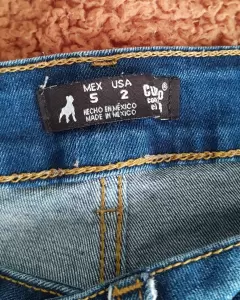 MEX USA
5 2
HECHO EN MÉXICO
MADE IN MEXICO